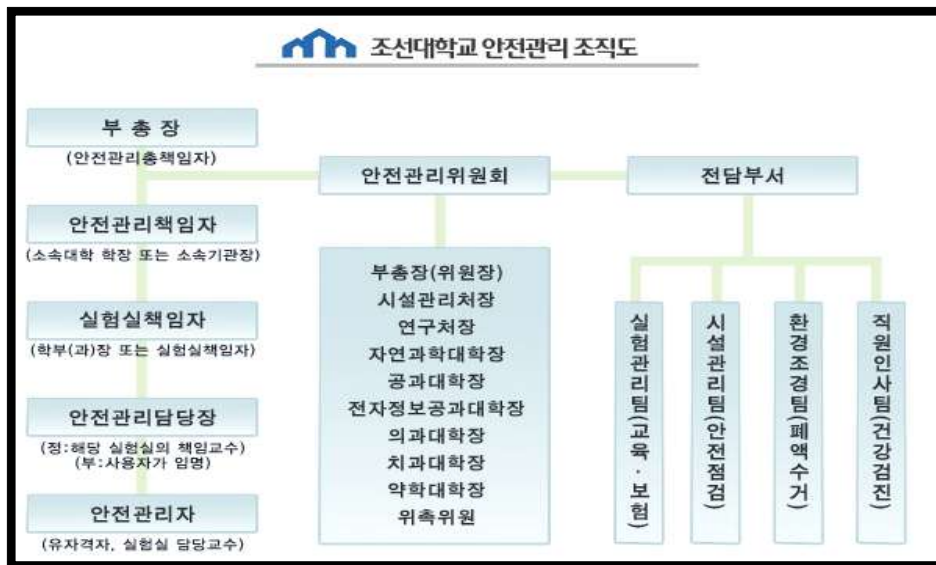 조선대학교 안전관리 조직도
부 총 장
(안전관리총책임자)
안전관리책임자
(소속대학 학장 또는 소속기관장)
실험실책임자
(학부(과)장 또는 실험실책임자)
안전관리담당장
(정:해당 실험실의 책임교수)
(부:사용자가 임명)
안전관리자
(유자격자, 실험실 담당교수)
안전관리위원회
부총장(위원장)
시설관리처장
연구처장
자연과학대학장
공과대학장
전자정보공과대학장
의과대학장
치과대학장
약학대학장
위촉위원
전담부서
실험관리팀(교육·보험)
시설관리팀(안전점검)
환경조경팀(폐액수거)
직원인사팀(건강검진)